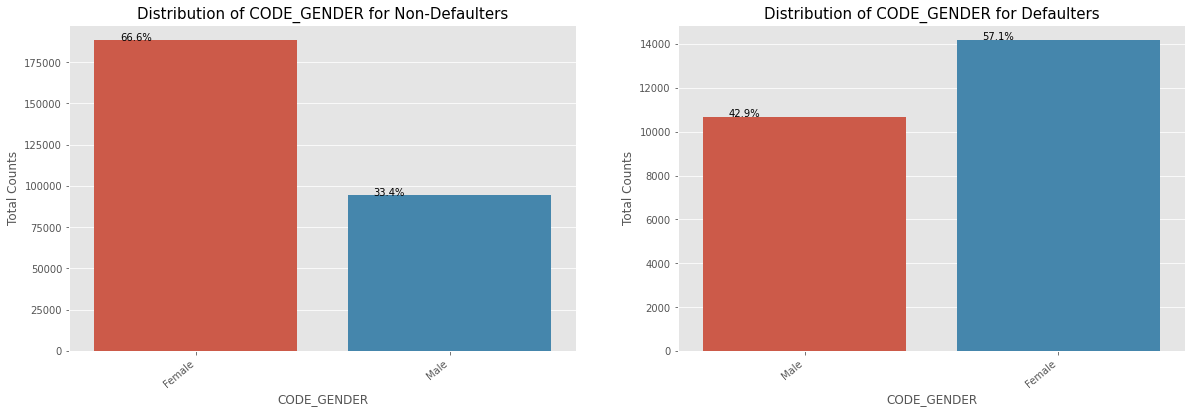 Distribution of CODE_GENDER for Non-Defaulters
66.6%
33.4%
175000
150000
125000
100000
75000
50000
25000
0
Total Counts
Female
Male
CODE_GENDER
Distribution of CODE_GENDER for Defaulters
57.1%
42.9%
14000
12000
10000
8000
6000
4000
2000
0
Total Counts
Male
Female
CODE_GENDER